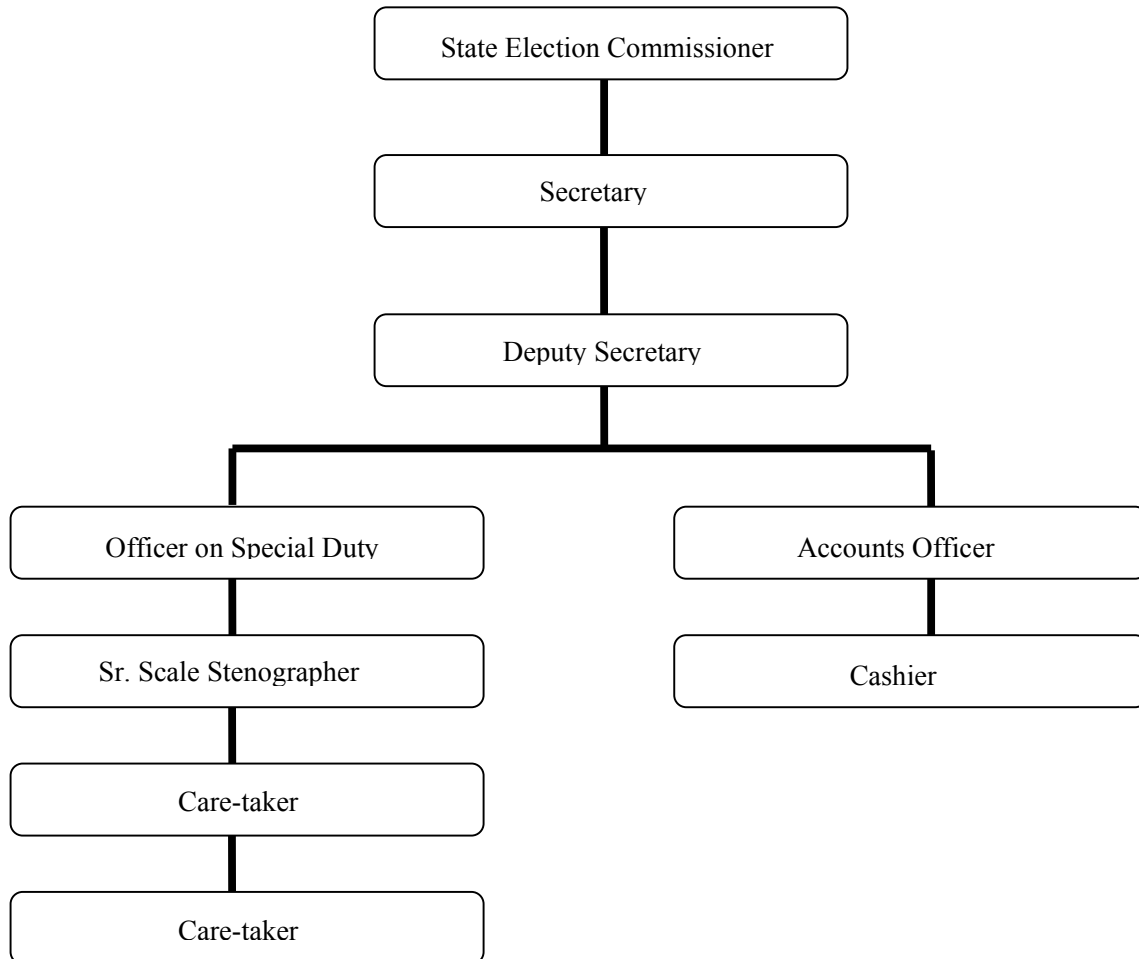 State Election Commissioner
Secretary
Deputy Secretary
Officer on Special Duty
Accounts Officer
Sr. Scale Stenographer
Cashier
Care-taker
Care-taker